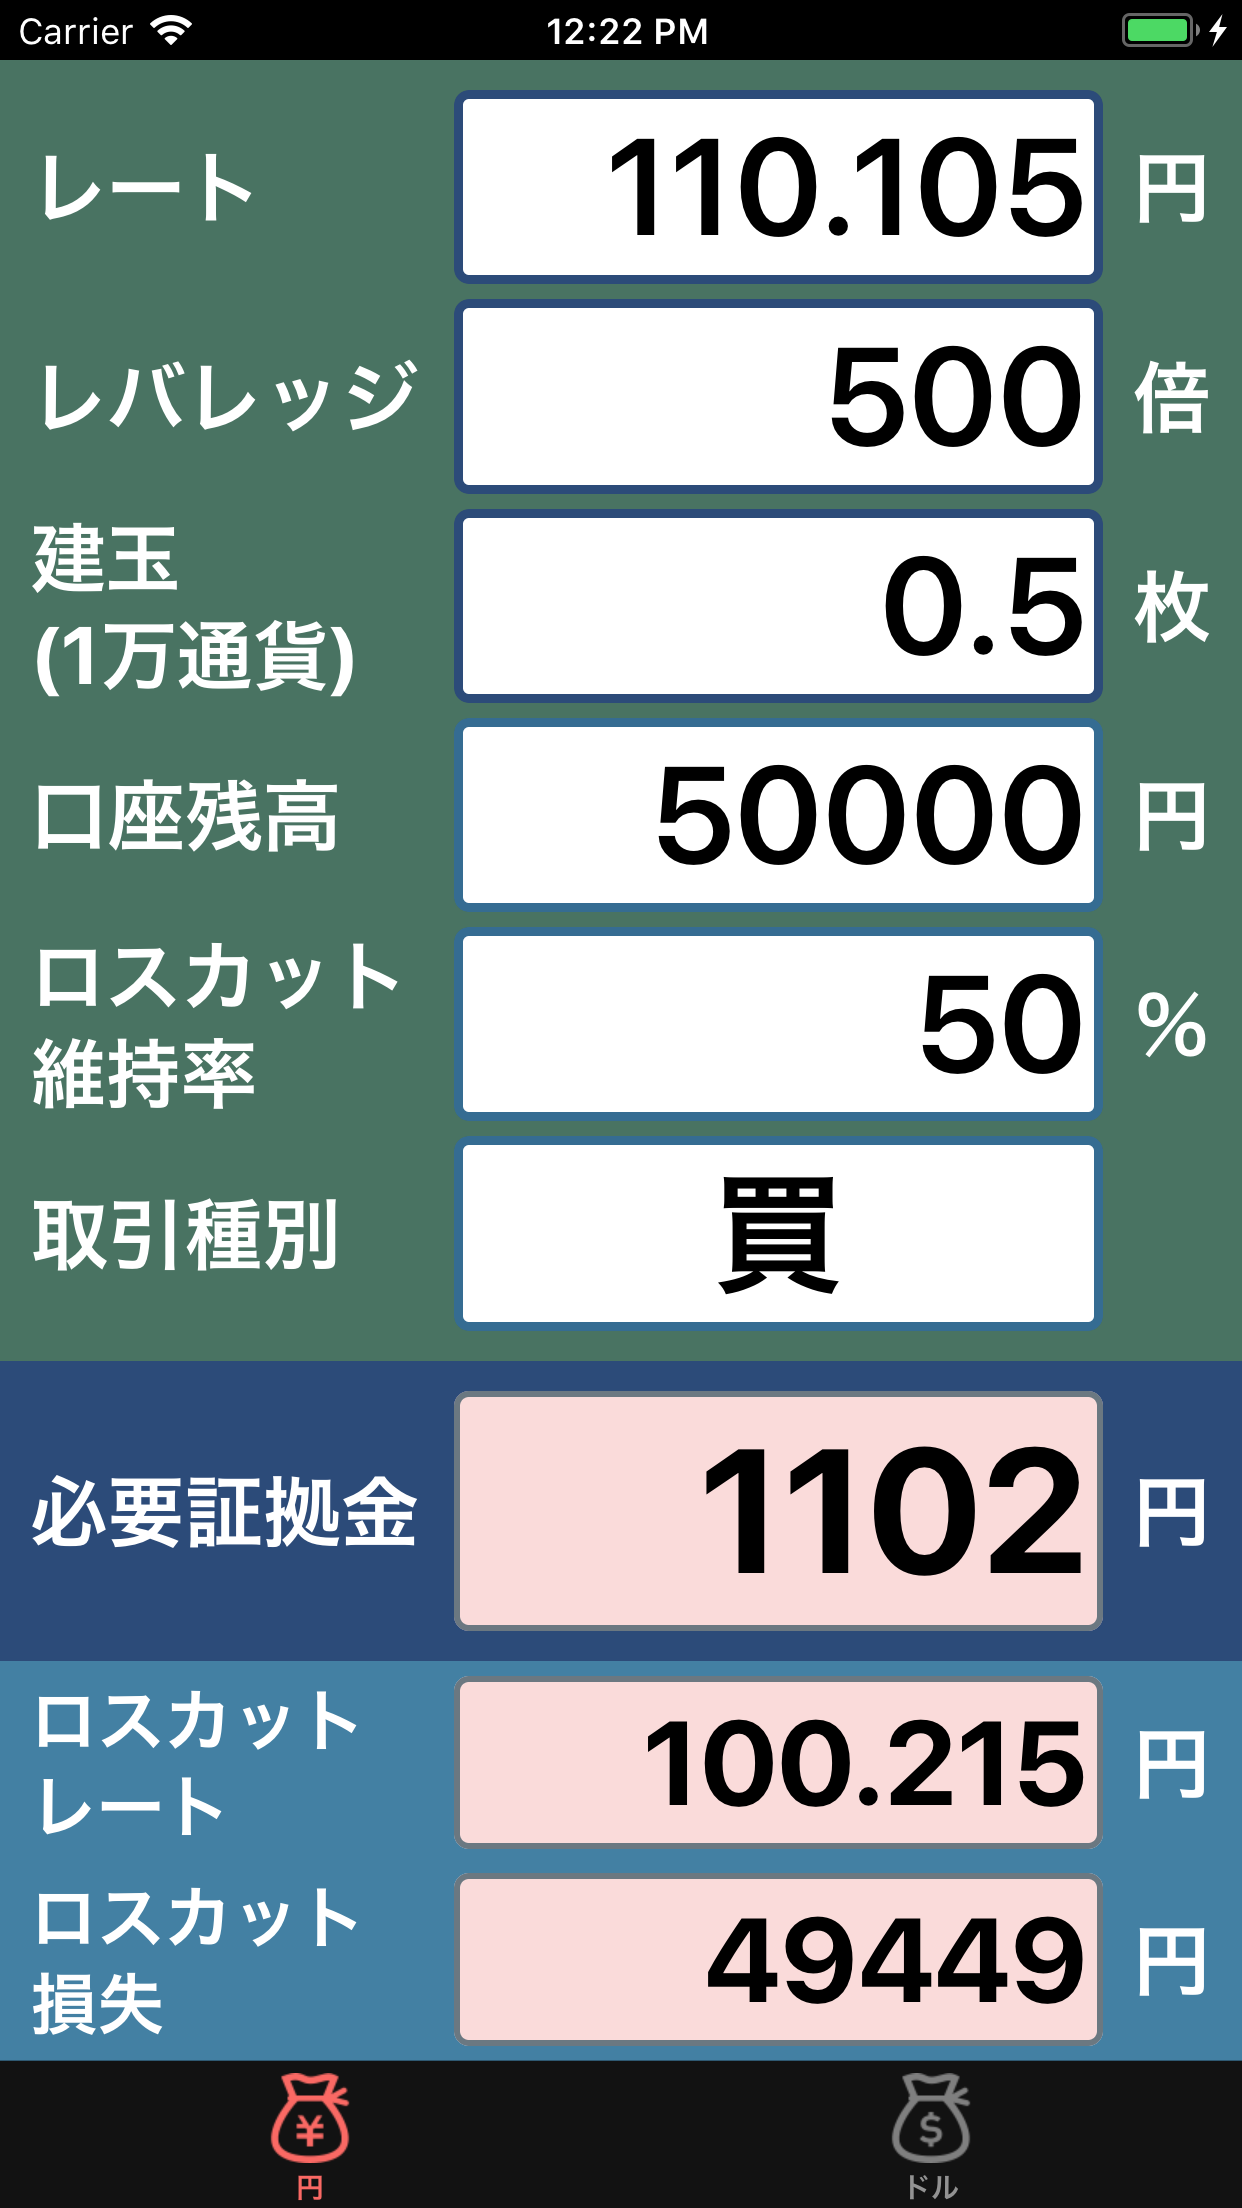 Carrier 12:22 PM
レート 110.105 円
レバレッジ 500 倍
建玉
(1万通貨) 0.5 枚
口座残高 50000 円
ロスカット
維持率 50 %
取引種別 買
必要証拠金 1102 円
ロスカット
レート 100.215 円
ロスカット
損失 49449 円
¥ $
円 ドル